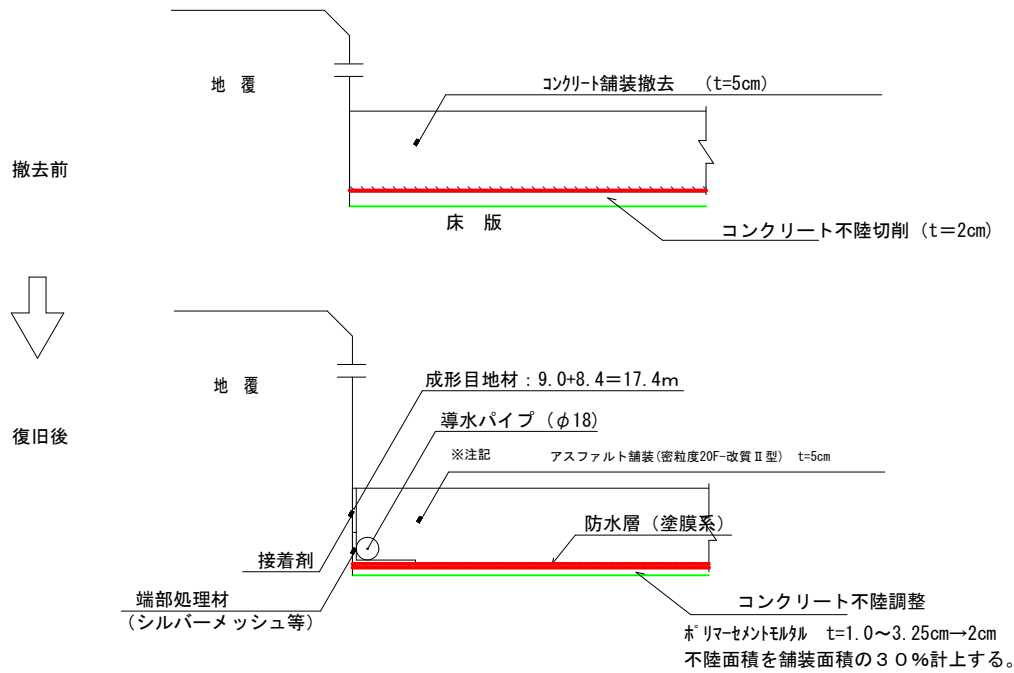 地 覆
コンクリート舗装撤去 (t=5cm)
撤去前
床 版
コンクリート不陸切削 (t=2cm)
地 覆
成形目地材：9.0+8.4=17.4m
復旧後
導水パイプ (φ18)
※注記 アスファルト舗装(密粒度20F-改質Ⅱ型) t=5cm
防水層（塗膜系）
接着剤
端部処理材
（シルバーメッシュ等）
コンクリート不陸調整
ﾎﾟﾘﾏｰｾﾒﾝﾄﾓﾙﾀﾙ t=1.0～3.25cm→2cm
不陸面積を舗装面積の３０％計上する。